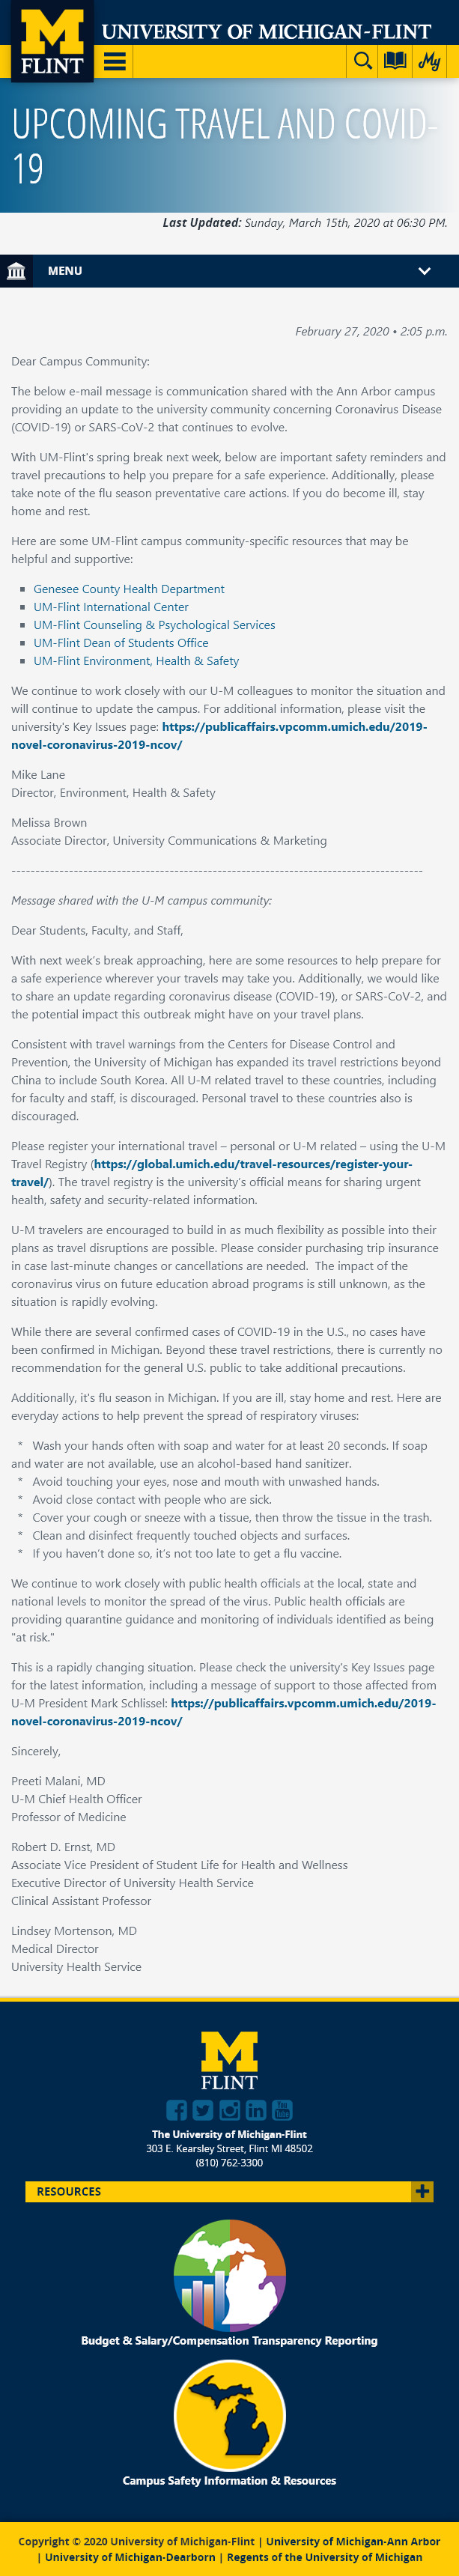 M
FLINT
UNIVERSITY OF MICHIGAN-FLINT
My
UPCOMING TRAVEL AND COVID-
19
Last Updated: Sunday, March 15th, 2020 at 06:30 PM.
MENU
February 27, 2020 • 2:05 p.m.
Dear Campus Community:
The below e-mail message is communication shared with the Ann Arbor campus
providing an update to the university community concerning Coronavirus Disease
(COVID-19) or SARS-CoV-2 that continues to evolve.
With UM-Flint's spring break next week, below are important safety reminders and
travel precautions to help you prepare for a safe experience. Additionally, please
take note of the flu season preventative care actions. If you do become ill, stay
home and rest.
Here are some UM-Flint campus community-specific resources that may be
helpful and supportive:
▪ Genesee County Health Department
▪ UM-Flint International Center
▪ UM-Flint Counseling & Psychological Services
▪ UM-Flint Dean of Students Office
▪ UM-Flint Environment, Health & Safety
We continue to work closely with our U-M colleagues to monitor the situation and
will continue to update the campus. For additional information, please visit the
university's Key Issues page: https://publicaffairs.vpcomm.umich.edu/2019-
novel-coronavirus-2019-ncov/
Mike Lane
Director, Environment, Health & Safety
Melissa Brown
Associate Director, University Communications & Marketing
--------------------------------------------------------------------------------------
Message shared with the U-M campus community:
Dear Students, Faculty, and Staff,
With next week's break approaching, here are some resources to help prepare for
a safe experience wherever your travels may take you. Additionally, we would like
to share an update regarding coronavirus disease (COVID-19), or SARS-CoV-2, and
the potential impact this outbreak might have on your travel plans.
Consistent with travel warnings from the Centers for Disease Control and
Prevention, the University of Michigan has expanded its travel restrictions beyond
China to include South Korea. All U-M related travel to these countries, including
for faculty and staff, is discouraged. Personal travel to these countries also is
discouraged.
Please register your international travel – personal or U-M related – using the U-M
Travel Registry (https://global.umich.edu/travel-resources/register-your-
travel/). The travel registry is the university's official means for sharing urgent
health, safety and security-related information.
U-M travelers are encouraged to build in as much flexibility as possible into their
plans as travel disruptions are possible. Please consider purchasing trip insurance
in case last-minute changes or cancellations are needed. The impact of the
coronavirus virus on future education abroad programs is still unknown, as the
situation is rapidly evolving.
While there are several confirmed cases of COVID-19 in the U.S., no cases have
been confirmed in Michigan. Beyond these travel restrictions, there is currently no
recommendation for the general U.S. public to take additional precautions.
Additionally, it's flu season in Michigan. If you are ill, stay home and rest. Here are
everyday actions to help prevent the spread of respiratory viruses:
* Wash your hands often with soap and water for at least 20 seconds. If soap
and water are not available, use an alcohol-based hand sanitizer.
* Avoid touching your eyes, nose and mouth with unwashed hands.
* Avoid close contact with people who are sick.
* Cover your cough or sneeze with a tissue, then throw the tissue in the trash.
* Clean and disinfect frequently touched objects and surfaces.
* If you haven't done so, it's not too late to get a flu vaccine.
We continue to work closely with public health officials at the local, state and
national levels to monitor the spread of the virus. Public health officials are
providing quarantine guidance and monitoring of individuals identified as being
"at risk."
This is a rapidly changing situation. Please check the university's Key Issues page
for the latest information, including a message of support to those affected from
U-M President Mark Schlissel: https://publicaffairs.vpcomm.umich.edu/2019-
novel-coronavirus-2019-ncov/
Sincerely,
Preeti Malani, MD
U-M Chief Health Officer
Professor of Medicine
Robert D. Ernst, MD
Associate Vice President of Student Life for Health and Wellness
Executive Director of University Health Service
Clinical Assistant Professor
Lindsey Mortenson, MD
Medical Director
University Health Service
M
FLINT
You Tube
The University of Michigan-Flint
303 E. Kearsley Street, Flint MI 48502
(810) 762-3300
RESOURCES
Budget & Salary/Compensation Transparency Reporting
Campus Safety Information & Resources
Copyright © 2020 University of Michigan-Flint | University of Michigan-Ann Arbor
| University of Michigan-Dearborn | Regents of the University of Michigan